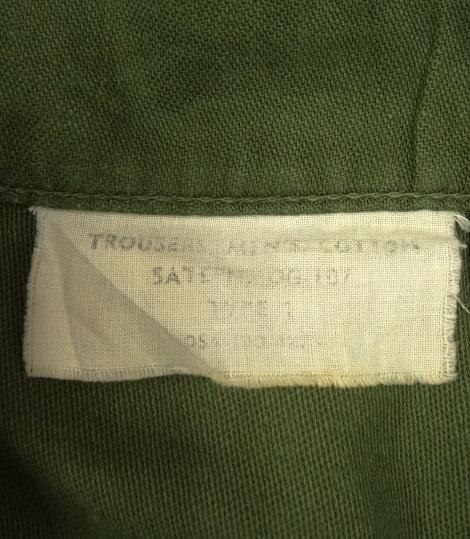 TROUSERS, MEN'S, COTTON
SATEEN, OG 107
TYPE I